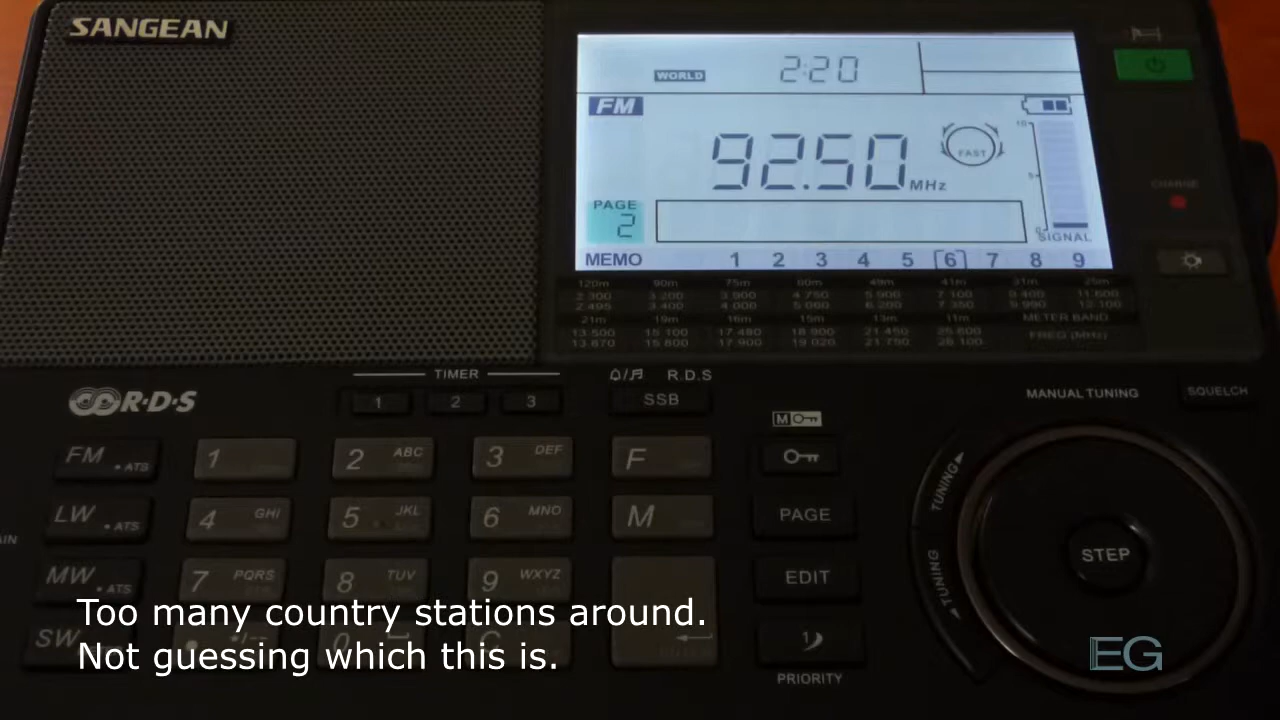 SANGEAN
WORLD 2:20
FM
92.50 MHz
FAST
10
5
0
SIGNAL
PAGE
2
MEMO 1 2 3 4 5 [6] 7 8 9
120m 90m 75m 60m 49m 41m 31m 25m
2.300 3.200 3.900 4.750 5.900 7.100 9.400 11.600
2.495 3.400 4.000 5.060 6.200 7.350 9.990 12.100
21m 19m 16m 15m 13m 11m METER BAND
13.500 15.100 17.480 18.900 21.450 25.600 FREQ (MHz)
13.870 15.800 17.900 19.020 21.750 26.100
CHARGE
TIMER
1 2 3
R.D.S
SSB
R·D·S
MANUAL TUNING
SQUELCH
FM • ATS
1
2 ABC
3 DEF
F
M
LW • ATS
4 GHI
5 JKL
6 MNO
M
PAGE
TUNING
TUNING
STEP
MW • ATS
7 PQRS
8 TUV
9 WXYZ
EDIT
SW
0
C
PRIORITY
Too many country stations around.
Not guessing which this is.
EG